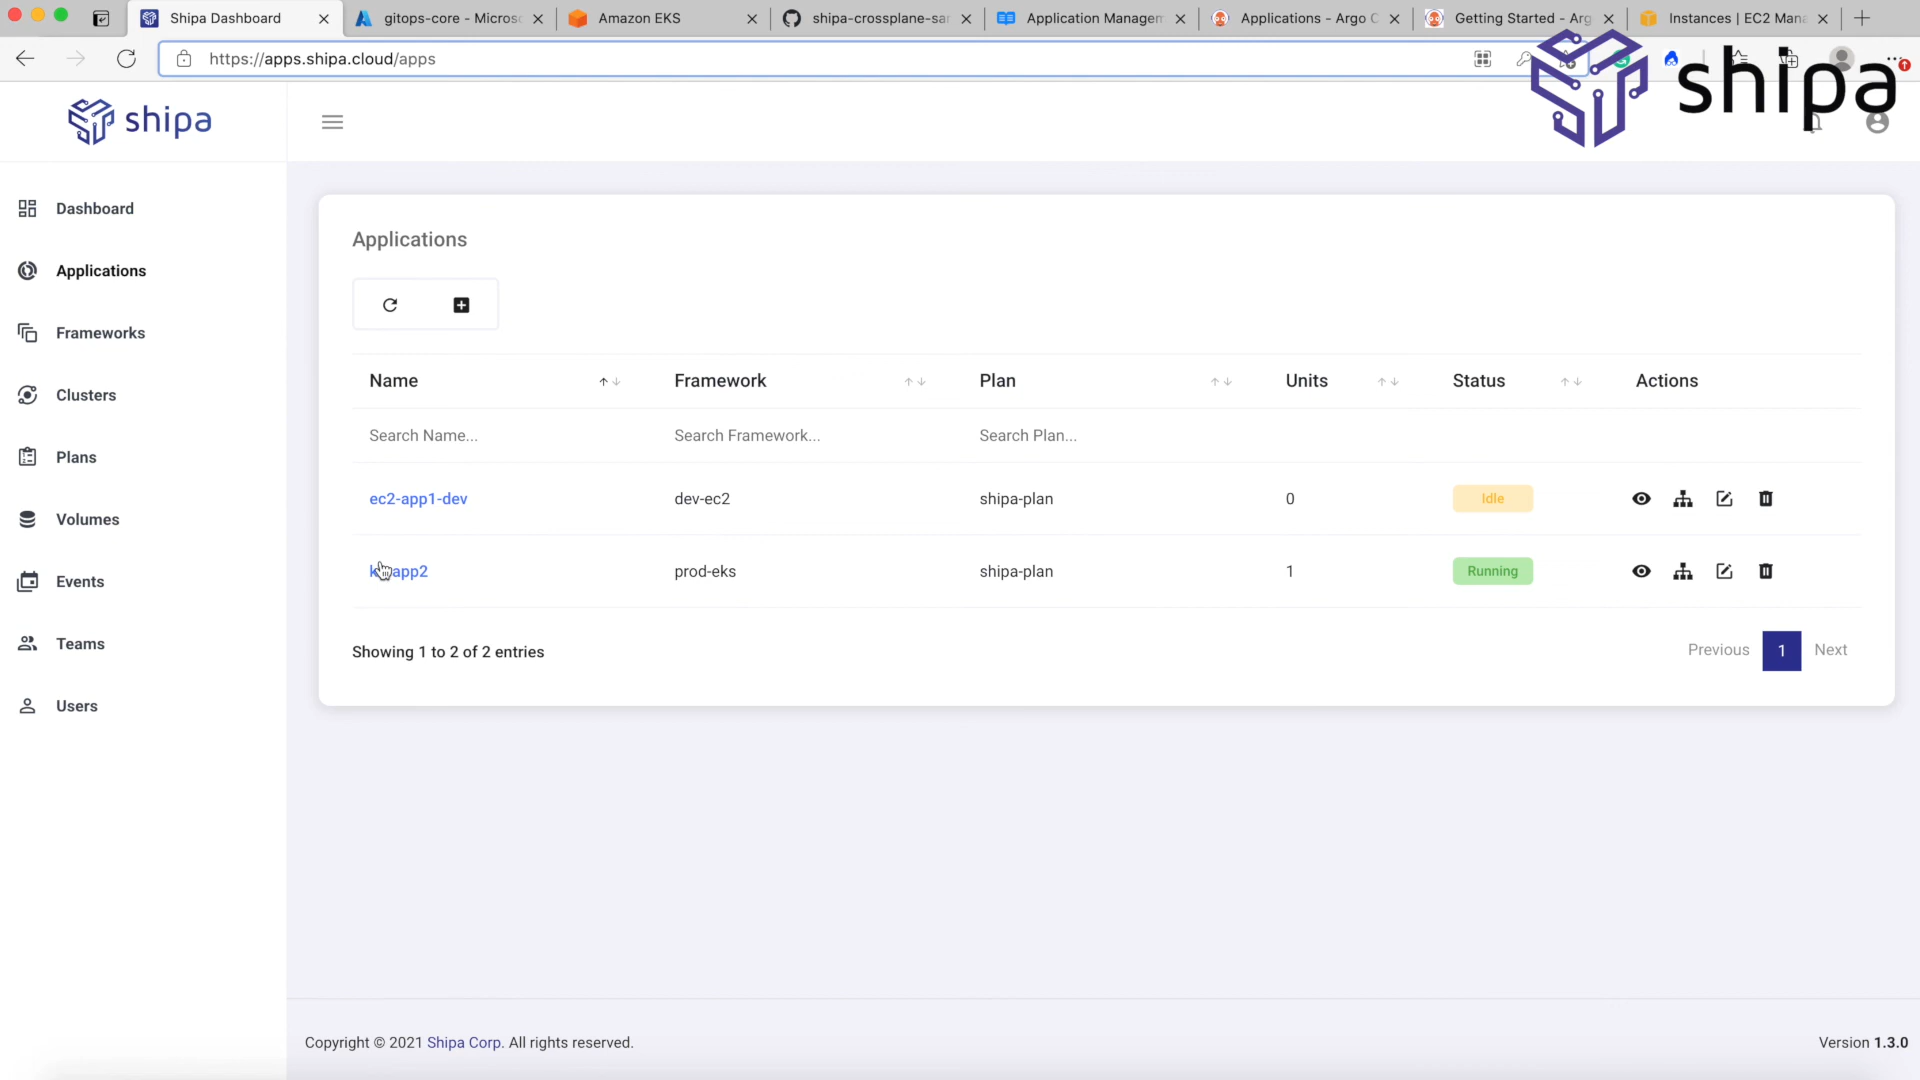 Shipa Dashboard
gitops-core - Micros
Amazon EKS
shipa-crossplane-sa
Application Managem
Applications - Argo C
Getting Started - Arg
Instances | EC2 Man
https://apps.shipa.cloud/apps
shipa
shipa
Dashboard
Applications
Frameworks
Clusters
Plans
Volumes
Events
Teams
Users
Applications
Name
Framework
Plan
Units
Status
Actions
Search Name...
Search Framework...
Search Plan...
ec2-app1-dev
dev-ec2
shipa-plan
0
Idle
app2
prod-eks
shipa-plan
1
Running
Showing 1 to 2 of 2 entries
Previous
1
Next
Copyright © 2021 Shipa Corp. All rights reserved.
Version 1.3.0